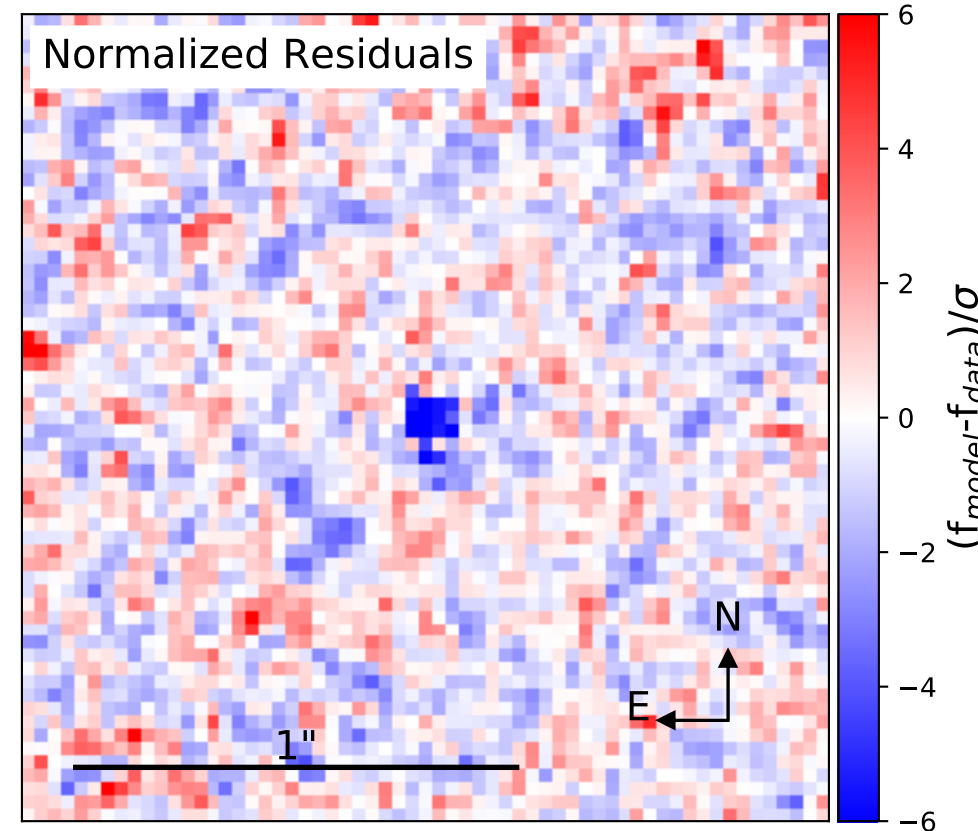 Normalized Residuals
6
4
2
0
−2
−4
−6
(f_model-f_data)/σ
N
E
1"